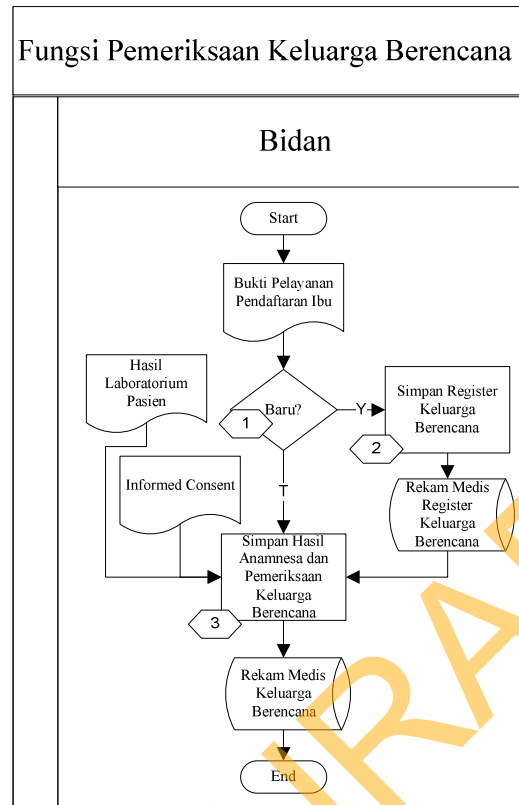 Fungsi Pemeriksaan Keluarga Berencana
Bidan
Start
Bukti Pelayanan
Pendaftaran Ibu
Hasil
Laboratorium
Pasien
Baru?
1
Y
Simpan Register
Keluarga
Berencana
2
Informed Consent
T
Rekam Medis
Register
Keluarga
Berencana
Simpan Hasil
Anamnesa dan
Pemeriksaan
Keluarga
Berencana
3
Rekam Medis
Keluarga
Berencana
End